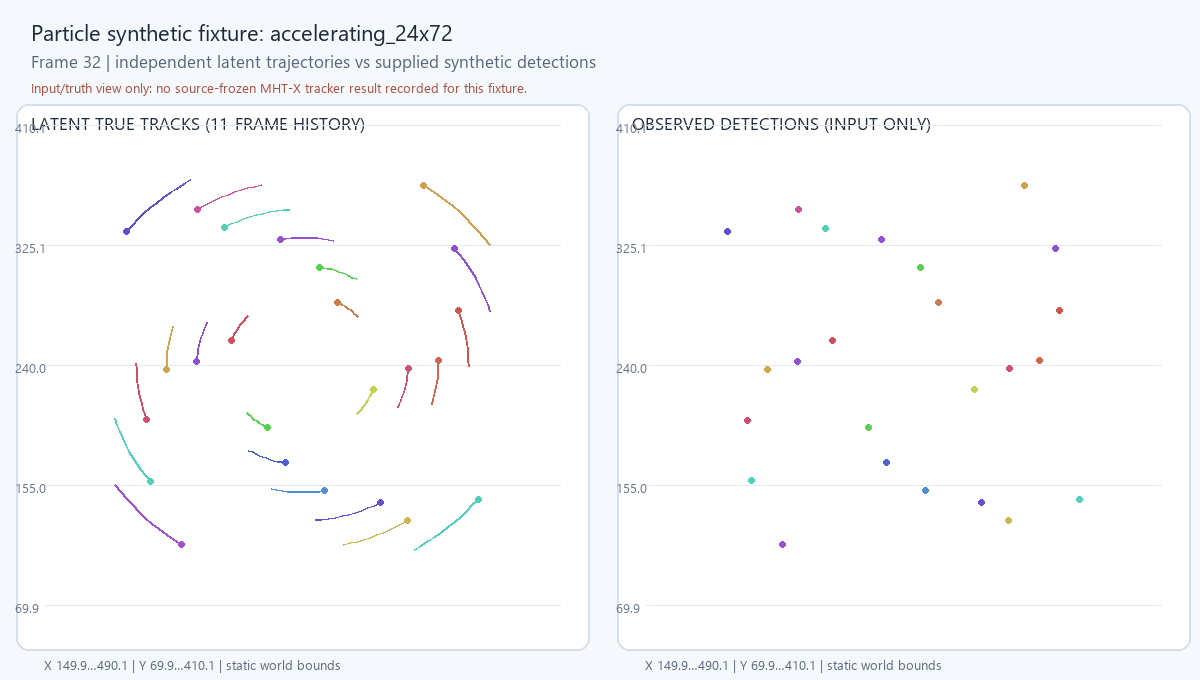 Particle synthetic fixture: accelerating_24x72
Frame 32 | independent latent trajectories vs supplied synthetic detections
Input/truth view only: no source-frozen MHT-X tracker result recorded for this fixture.
LATENT TRUE TRACKS (11-FRAME HISTORY)
410.1
325.1
240.0
155.0
69.9
X 149.9...490.1 | Y 69.9...410.1 | static world bounds
OBSERVED DETECTIONS (INPUT ONLY)
410.1
325.1
240.0
155.0
69.9
X 149.9...490.1 | Y 69.9...410.1 | static world bounds